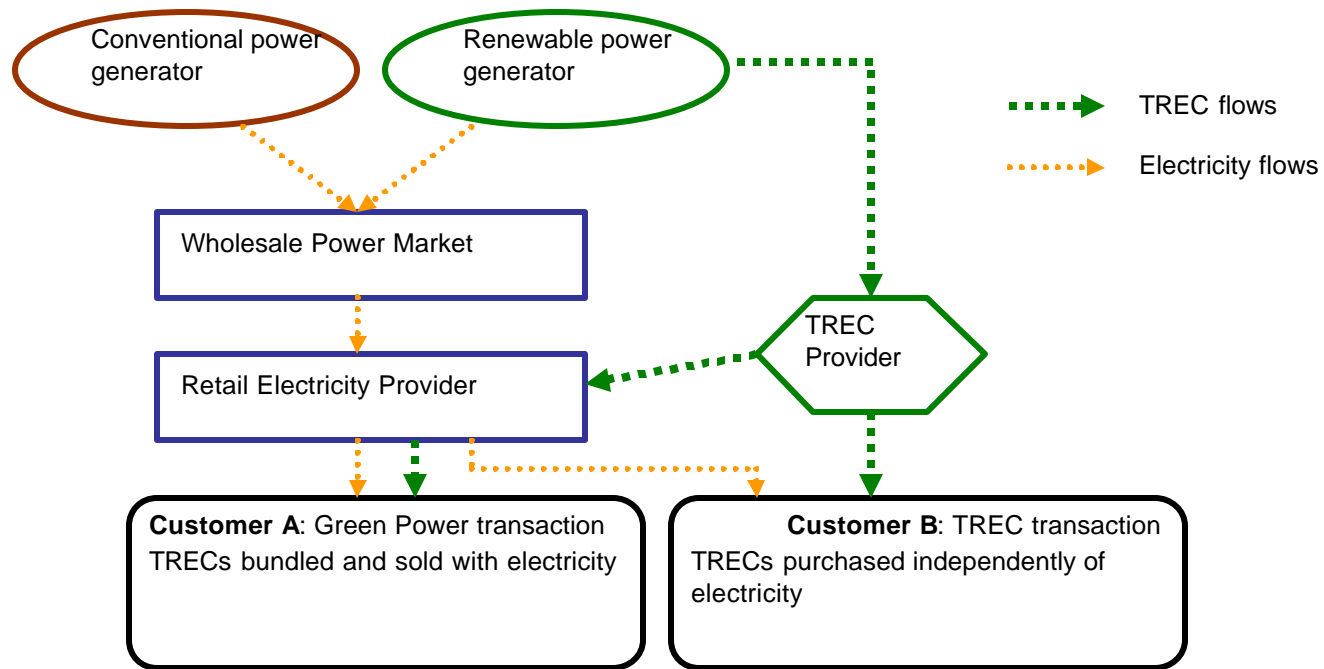 Conventional power
generator
Renewable power
generator
TREC flows
Electricity flows
Wholesale Power Market
TREC
Provider
Retail Electricity Provider
Customer A: Green Power transaction
TRECs bundled and sold with electricity
Customer B: TREC transaction
TRECs purchased independently of
electricity